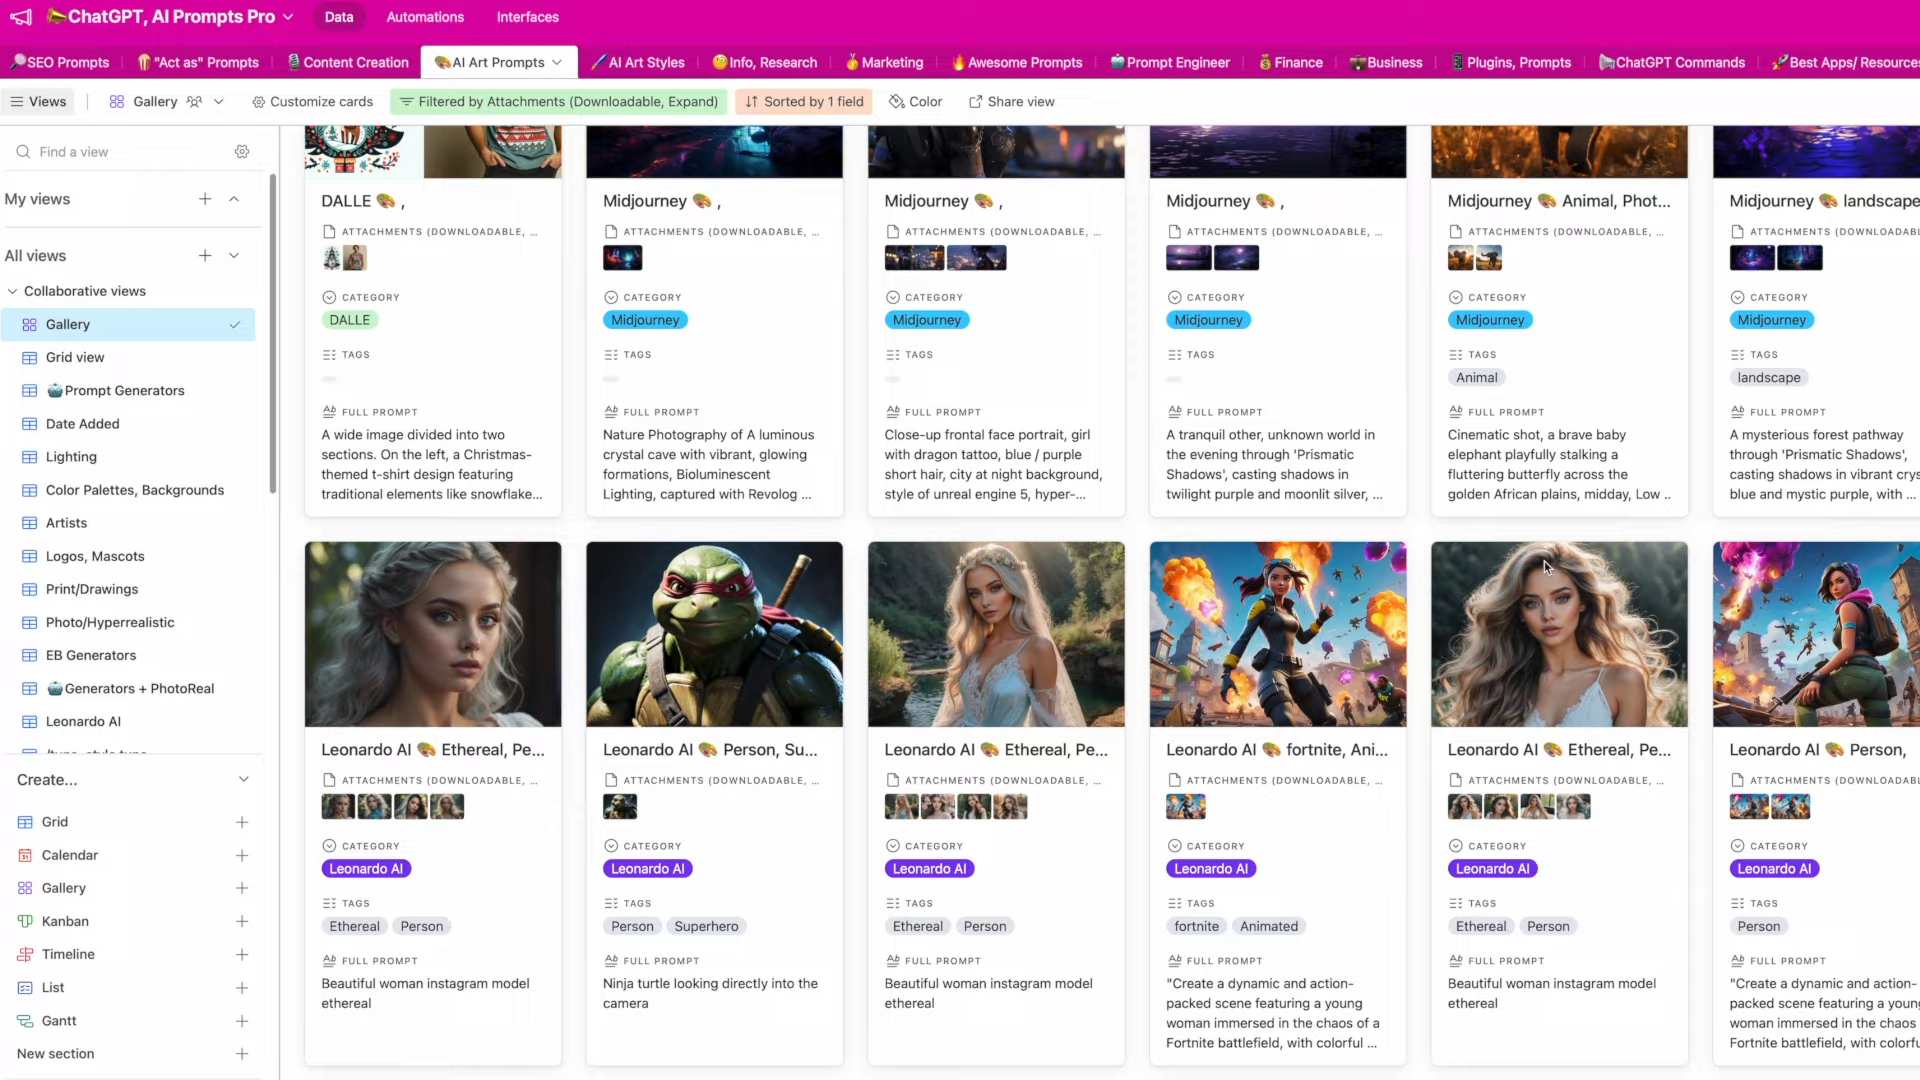 ChatGPT, AI Prompts Pro
Data
Automations
Interfaces
SEO Prompts
"Act as" Prompts
Content Creation
AI Art Prompts
AI Art Styles
Info, Research
Marketing
Awesome Prompts
Prompt Engineer
Finance
Business
Plugins, Prompts
ChatGPT Commands
Best Apps/ Resources
Views
Gallery
Customize cards
Filtered by Attachments (Downloadable, Expand)
Sorted by 1 field
Color
Share view
Find a view
My views
All views
Collaborative views
Gallery
Grid view
Prompt Generators
Date Added
Lighting
Color Palettes, Backgrounds
Artists
Logos, Mascots
Print/Drawings
Photo/Hyperrealistic
EB Generators
Generators + PhotoReal
Leonardo AI
Create...
Grid
Calendar
Gallery
Kanban
Timeline
List
Gantt
New section
DALLE ,
ATTACHMENTS (DOWNLOADABLE, ...
CATEGORY
DALLE
TAGS
FULL PROMPT
A wide image divided into two
sections. On the left, a Christmas-
themed t-shirt design featuring
traditional elements like snowflake...
Midjourney ,
ATTACHMENTS (DOWNLOADABLE, ...
CATEGORY
Midjourney
TAGS
FULL PROMPT
Nature Photography of A luminous
crystal cave with vibrant, glowing
formations, Bioluminescent
Lighting, captured with Revolog ...
Midjourney ,
ATTACHMENTS (DOWNLOADABLE, ...
CATEGORY
Midjourney
TAGS
FULL PROMPT
Close-up frontal face portrait, girl
with dragon tattoo, blue / purple
short hair, city at night background,
style of unreal engine 5, hyper-...
Midjourney ,
ATTACHMENTS (DOWNLOADABLE, ...
CATEGORY
Midjourney
TAGS
FULL PROMPT
A tranquil other, unknown world in
the evening through 'Prismatic
Shadows', casting shadows in
twilight purple and moonlit silver, ...
Midjourney Animal, Phot...
ATTACHMENTS (DOWNLOADABLE, ...
CATEGORY
Midjourney
TAGS
Animal
FULL PROMPT
Cinematic shot, a brave baby
elephant playfully stalking a
fluttering butterfly across the
golden African plains, midday, Low ..
Midjourney landscape
ATTACHMENTS (DOWNLOADABL
CATEGORY
Midjourney
TAGS
landscape
FULL PROMPT
A mysterious forest pathway
through 'Prismatic Shadows',
casting shadows in vibrant crys
blue and mystic purple, with ...
Leonardo AI Ethereal, Pe...
ATTACHMENTS (DOWNLOADABLE, ...
CATEGORY
Leonardo AI
TAGS
Ethereal Person
FULL PROMPT
Beautiful woman instagram model
ethereal
Leonardo AI Person, Su...
ATTACHMENTS (DOWNLOADABLE, ...
CATEGORY
Leonardo AI
TAGS
Person Superhero
FULL PROMPT
Ninja turtle looking directly into the
camera
Leonardo AI Ethereal, Pe...
ATTACHMENTS (DOWNLOADABLE, ...
CATEGORY
Leonardo AI
TAGS
Ethereal Person
FULL PROMPT
Beautiful woman instagram model
ethereal
Leonardo AI fortnite, Ani...
ATTACHMENTS (DOWNLOADABLE, ...
CATEGORY
Leonardo AI
TAGS
fortnite Animated
FULL PROMPT
"Create a dynamic and action-
packed scene featuring a young
woman immersed in the chaos of a
Fortnite battlefield, with colorful ...
Leonardo AI Ethereal, Pe...
ATTACHMENTS (DOWNLOADABLE, ...
CATEGORY
Leonardo AI
TAGS
Ethereal Person
FULL PROMPT
Beautiful woman instagram model
ethereal
Leonardo AI Person,
ATTACHMENTS (DOWNLOADABL
CATEGORY
Leonardo AI
TAGS
Person
FULL PROMPT
"Create a dynamic and action-
packed scene featuring a young
woman immersed in the chaos
Fortnite battlefield, with colorfu